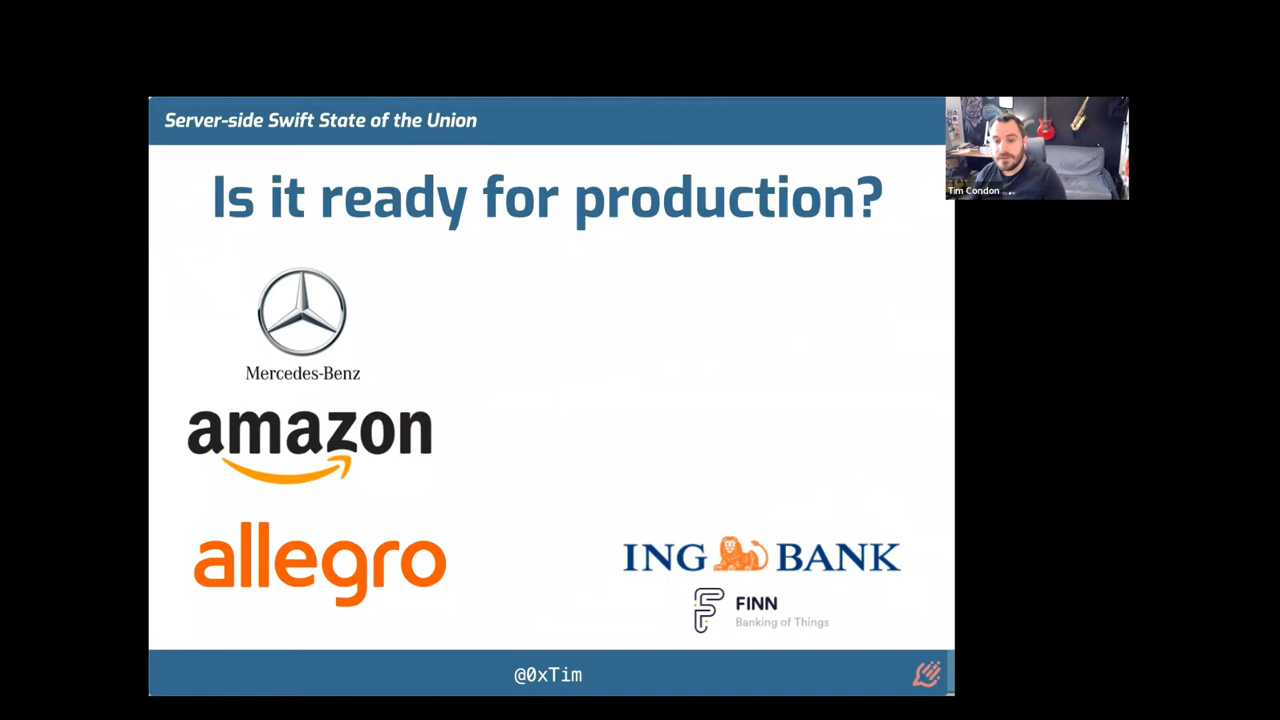 Server-side Swift State of the Union
Is it ready for production?
Tim Condon
Mercedes-Benz
amazon
allegro
ING BANK
FINN
Banking of Things
@0xTim